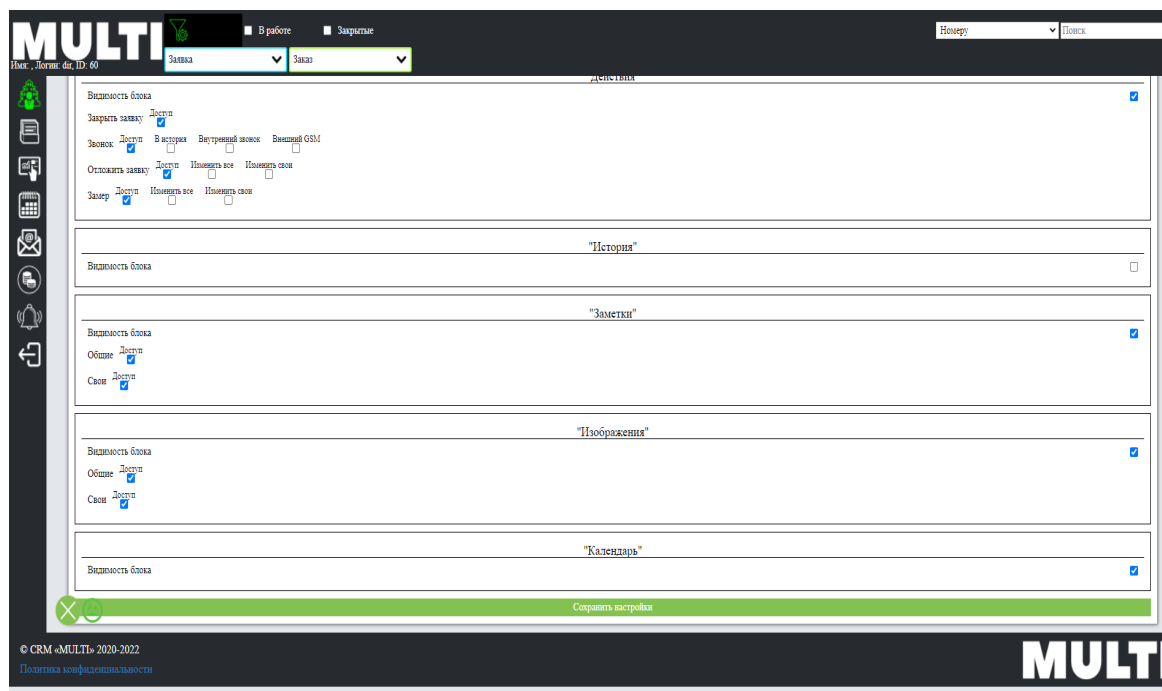 MULTI
В работе
Закрытые
Номеру
Поиск
Имя: , Логин: dir, ID: 60
Заявка
Заказ
Действия
Видимость блока
Закрыть заявку Доступ
Звонок Доступ В история Внутренний звонок Внешний GSM
Отложить заявку Доступ Изменить все Изменить свои
Замер Доступ Изменить все Изменить свои
"История"
Видимость блока
"Заметки"
Видимость блока
Общие Доступ
Свои Доступ
"Изображения"
Видимость блока
Общие Доступ
Свои Доступ
"Календарь"
Видимость блока
Сохранить настройки
© CRM «MULTI» 2020-2022
Политика конфиденциальности
MULTI